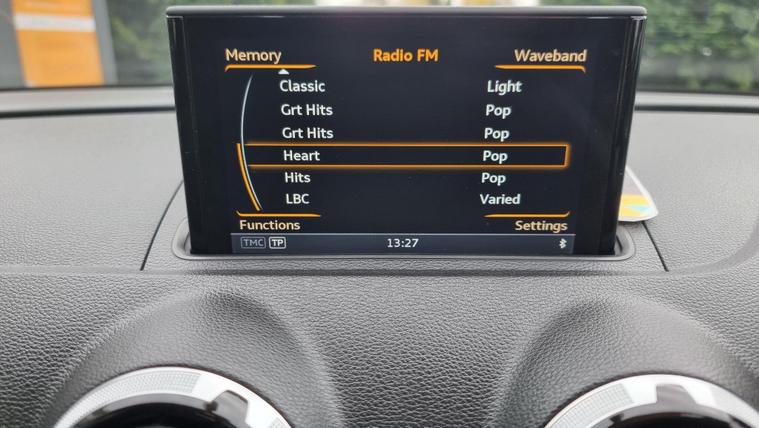 Memory Radio FM Waveband
Classic Light
Grt Hits Pop
Grt Hits Pop
Heart Pop
Hits Pop
LBC Varied
Functions Settings
TMC TP 13:27